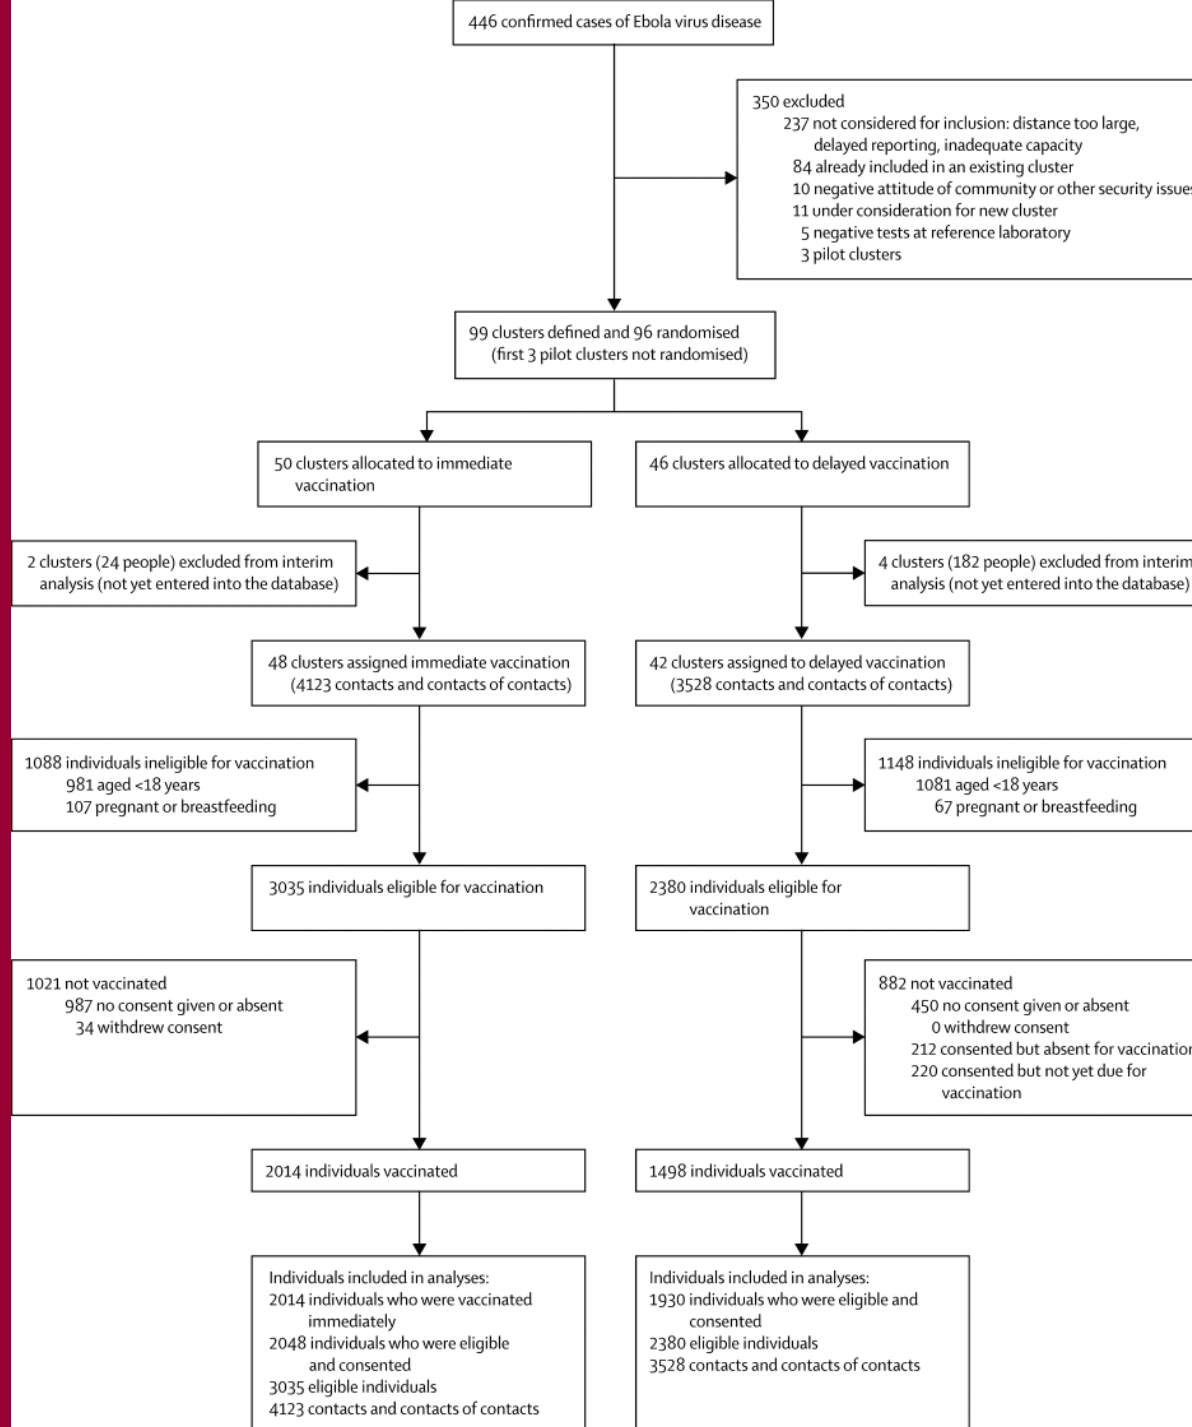 446 confirmed cases of Ebola virus disease
350 excluded
237 not considered for inclusion: distance too large,
delayed reporting, inadequate capacity
84 already included in an existing cluster
10 negative attitude of community or other security issues
11 under consideration for new cluster
5 negative tests at reference laboratory
3 pilot clusters
99 clusters defined and 96 randomised
(first 3 pilot clusters not randomised)
50 clusters allocated to immediate
vaccination
46 clusters allocated to delayed vaccination
2 clusters (24 people) excluded from interim
analysis (not yet entered into the database)
4 clusters (182 people) excluded from interim
analysis (not yet entered into the database)
48 clusters assigned immediate vaccination
(4123 contacts and contacts of contacts)
42 clusters assigned to delayed vaccination
(3528 contacts and contacts of contacts)
1088 individuals ineligible for vaccination
981 aged <18 years
107 pregnant or breastfeeding
1148 individuals ineligible for vaccination
1081 aged <18 years
67 pregnant or breastfeeding
3035 individuals eligible for vaccination
2380 individuals eligible for
vaccination
1021 not vaccinated
987 no consent given or absent
34 withdrew consent
882 not vaccinated
450 no consent given or absent
0 withdrew consent
212 consented but absent for vaccination
220 consented but not yet due for
vaccination
2014 individuals vaccinated
1498 individuals vaccinated
Individuals included in analyses:
2014 individuals who were vaccinated
immediately
2048 individuals who were eligible
and consented
3035 eligible individuals
4123 contacts and contacts of contacts
Individuals included in analyses:
1930 individuals who were eligible and
consented
2380 eligible individuals
3528 contacts and contacts of contacts